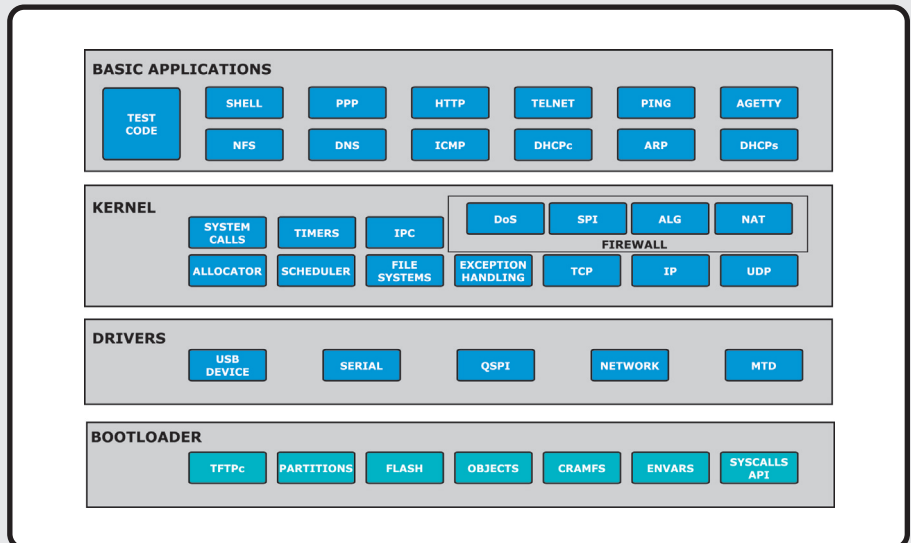 BASIC APPLICATIONS
TEST
CODE
SHELL PPP HTTP TELNET PING AGETTY
NFS DNS ICMP DHCPc ARP DHCPs
KERNEL
SYSTEM
CALLS
TIMERS IPC
DoS SPI ALG NAT
FIREWALL
ALLOCATOR SCHEDULER
FILE
SYSTEMS
EXCEPTION
HANDLING
TCP IP UDP
DRIVERS
USB
DEVICE
SERIAL QSPI NETWORK MTD
BOOTLOADER
TFTPc PARTITIONS FLASH OBJECTS CRAMFS ENVARS
SYSCALLS
API